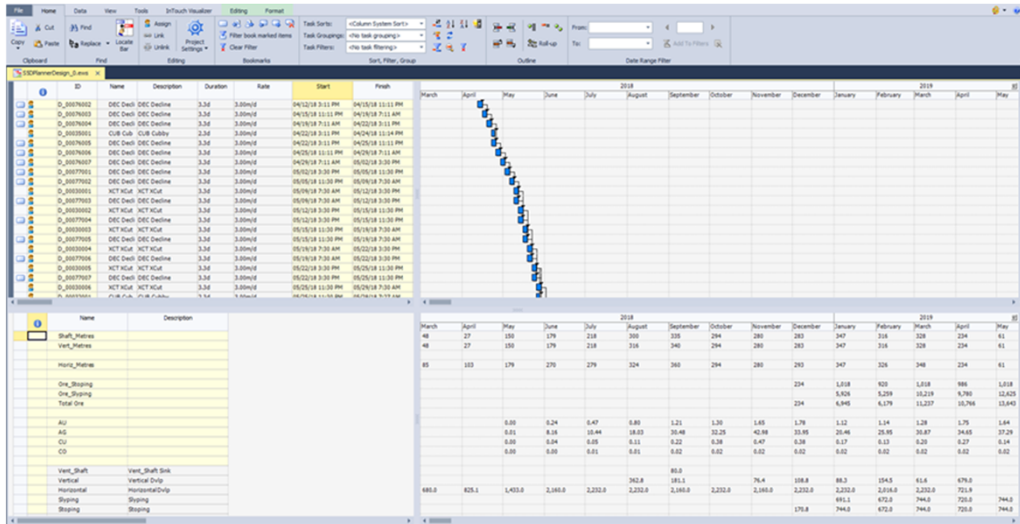 File Home Data View Tools InTouch Visualizer Editing Format
Copy Cut Paste
Clipboard
Find Replace Locate Bar
Find
Assign Link Unlink Project Settings
Editing
Filter book marked items
Clear Filter
Bookmarks
Task Sorts: <Column System Sort>
Task Groupings: <No task grouping>
Task Filters: <No task filtering>
Sort, Filter, Group
Roll-up
Outline
From:
To: Add To Filters
Date Range Filter
SSDPlannerDesign_0.ews
ID Name Description Duration Rate Start Finish
2018 2019
March April May June July August September October November December January February March April May
D_00076002 DEC Decli DEC Decline 3.3d 3.00m/d 04/12/18 3:11 PM 04/15/18 11:11 PM
D_00076003 DEC Decli DEC Decline 3.3d 3.00m/d 04/15/18 11:11 PM 04/19/18 7:11 AM
D_00076004 DEC Decli DEC Decline 3.3d 3.00m/d 04/19/18 7:11 AM 04/22/18 3:11 PM
D_00035001 CUB Cub CUB Cubby 2.3d 3.00m/d 04/22/18 3:11 PM 04/24/18 11:14 PM
D_00076005 DEC Decli DEC Decline 3.3d 3.00m/d 04/22/18 3:11 PM 04/25/18 11:11 PM
D_00076006 DEC Decli DEC Decline 3.3d 3.00m/d 04/25/18 11:11 PM 04/29/18 7:11 AM
D_00076007 DEC Decli DEC Decline 3.3d 3.00m/d 04/29/18 7:11 AM 05/02/18 3:30 PM
D_00077001 DEC Decli DEC Decline 3.3d 3.00m/d 05/02/18 3:30 PM 05/05/18 11:30 PM
D_00077002 DEC Decli DEC Decline 3.3d 3.00m/d 05/05/18 11:30 PM 05/09/18 7:30 AM
D_00030001 XCT XCut XCT XCut 3.3d 3.00m/d 05/09/18 7:30 AM 05/12/18 3:30 PM
D_00077003 DEC Decli DEC Decline 3.3d 3.00m/d 05/09/18 7:30 AM 05/12/18 3:30 PM
D_00030002 XCT XCut XCT XCut 3.3d 3.00m/d 05/12/18 3:30 PM 05/15/18 11:30 PM
D_00077004 DEC Decli DEC Decline 3.3d 3.00m/d 05/12/18 3:30 PM 05/15/18 11:30 PM
D_00030003 XCT XCut XCT XCut 3.3d 3.00m/d 05/15/18 11:30 PM 05/19/18 7:30 AM
D_00077005 DEC Decli DEC Decline 3.3d 3.00m/d 05/15/18 11:30 PM 05/19/18 7:30 AM
D_00030004 XCT XCut XCT XCut 3.3d 3.00m/d 05/19/18 7:30 AM 05/22/18 3:30 PM
D_00077006 DEC Decli DEC Decline 3.3d 3.00m/d 05/19/18 7:30 AM 05/22/18 3:30 PM
D_00030005 XCT XCut XCT XCut 3.3d 3.00m/d 05/22/18 3:30 PM 05/25/18 11:30 PM
D_00077007 DEC Decli DEC Decline 3.3d 3.00m/d 05/22/18 3:30 PM 05/25/18 11:30 PM
D_00030006 XCT XCut XCT XCut 3.3d 3.00m/d 05/25/18 11:30 PM 05/29/18 7:30 AM
Name Description
2018 2019
March April May June July August September October November December January February March April May
Shaft_Metres 48 27 150 179 218 300 335 294 280 283 347 316 328 234 61
Vert_Metres 48 27 150 179 218 316 340 294 280 283 347 316 328 234 61
Horiz_Metres 85 103 179 270 279 324 360 294 280 293 347 326 348 234 61
Ore_Stoping 234 1,018 920 1,018 986 1,018
Ore_Slyping 5,926 5,259 10,219 9,780 12,625
Total Ore 234 6,945 6,179 11,237 10,766 13,643
AU 0.00 0.24 0.47 0.80 1.21 1.30 1.65 1.78 1.12 1.14 1.28 1.75 1.64
AG 0.01 8.16 10.44 18.03 30.48 32.25 42.98 33.95 20.46 25.95 30.87 34.65 37.29
CU 0.00 0.04 0.05 0.11 0.22 0.38 0.47 0.38 0.17 0.13 0.20 0.27 0.14
CO 0.00 0.00 0.01 0.01 0.02 0.02 0.02 0.02 0.02 0.02 0.02 0.02 0.02
Vent_Shaft Vent_Shaft Sink 80.0
Vertical Vertical Dvlp 362.8 181.1 76.4 108.8 88.3 154.5 61.6 679.0
Horizontal Horizontal Dvlp 680.0 825.1 1,433.0 2,160.0 2,232.0 2,232.0 2,160.0 2,232.0 2,160.0 2,232.0 2,232.0 2,016.0 2,232.0 721.9
Slyping Slyping 691.1 672.0 744.0 720.0 744.0
Stoping Stoping 170.8 744.0 672.0 744.0 720.0 744.0